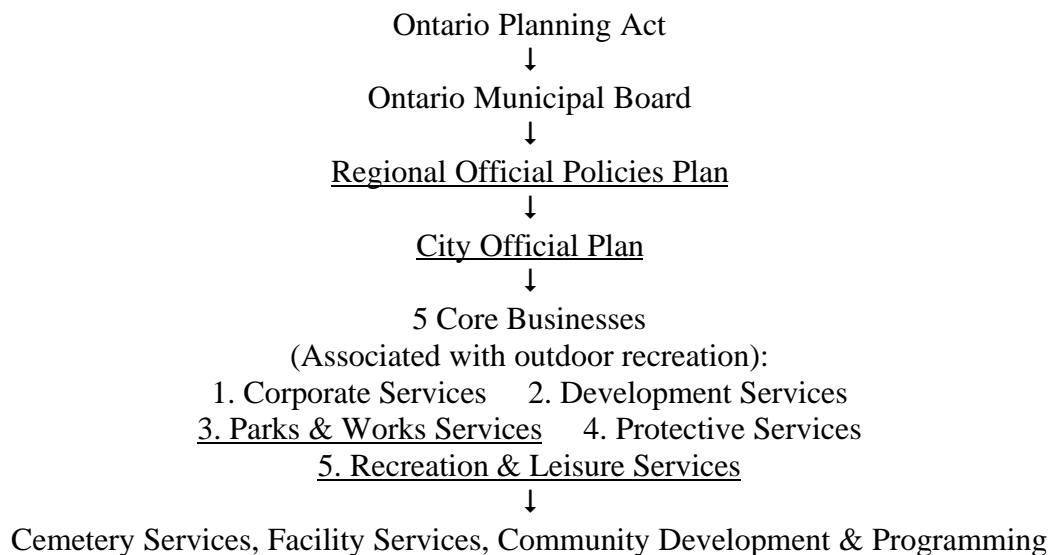 Ontario Planning Act
↓
Ontario Municipal Board
↓
Regional Official Policies Plan
↓
City Official Plan
↓
5 Core Businesses
(Associated with outdoor recreation):
1. Corporate Services 2. Development Services
3. Parks & Works Services 4. Protective Services
5. Recreation & Leisure Services
↓
Cemetery Services, Facility Services, Community Development & Programming